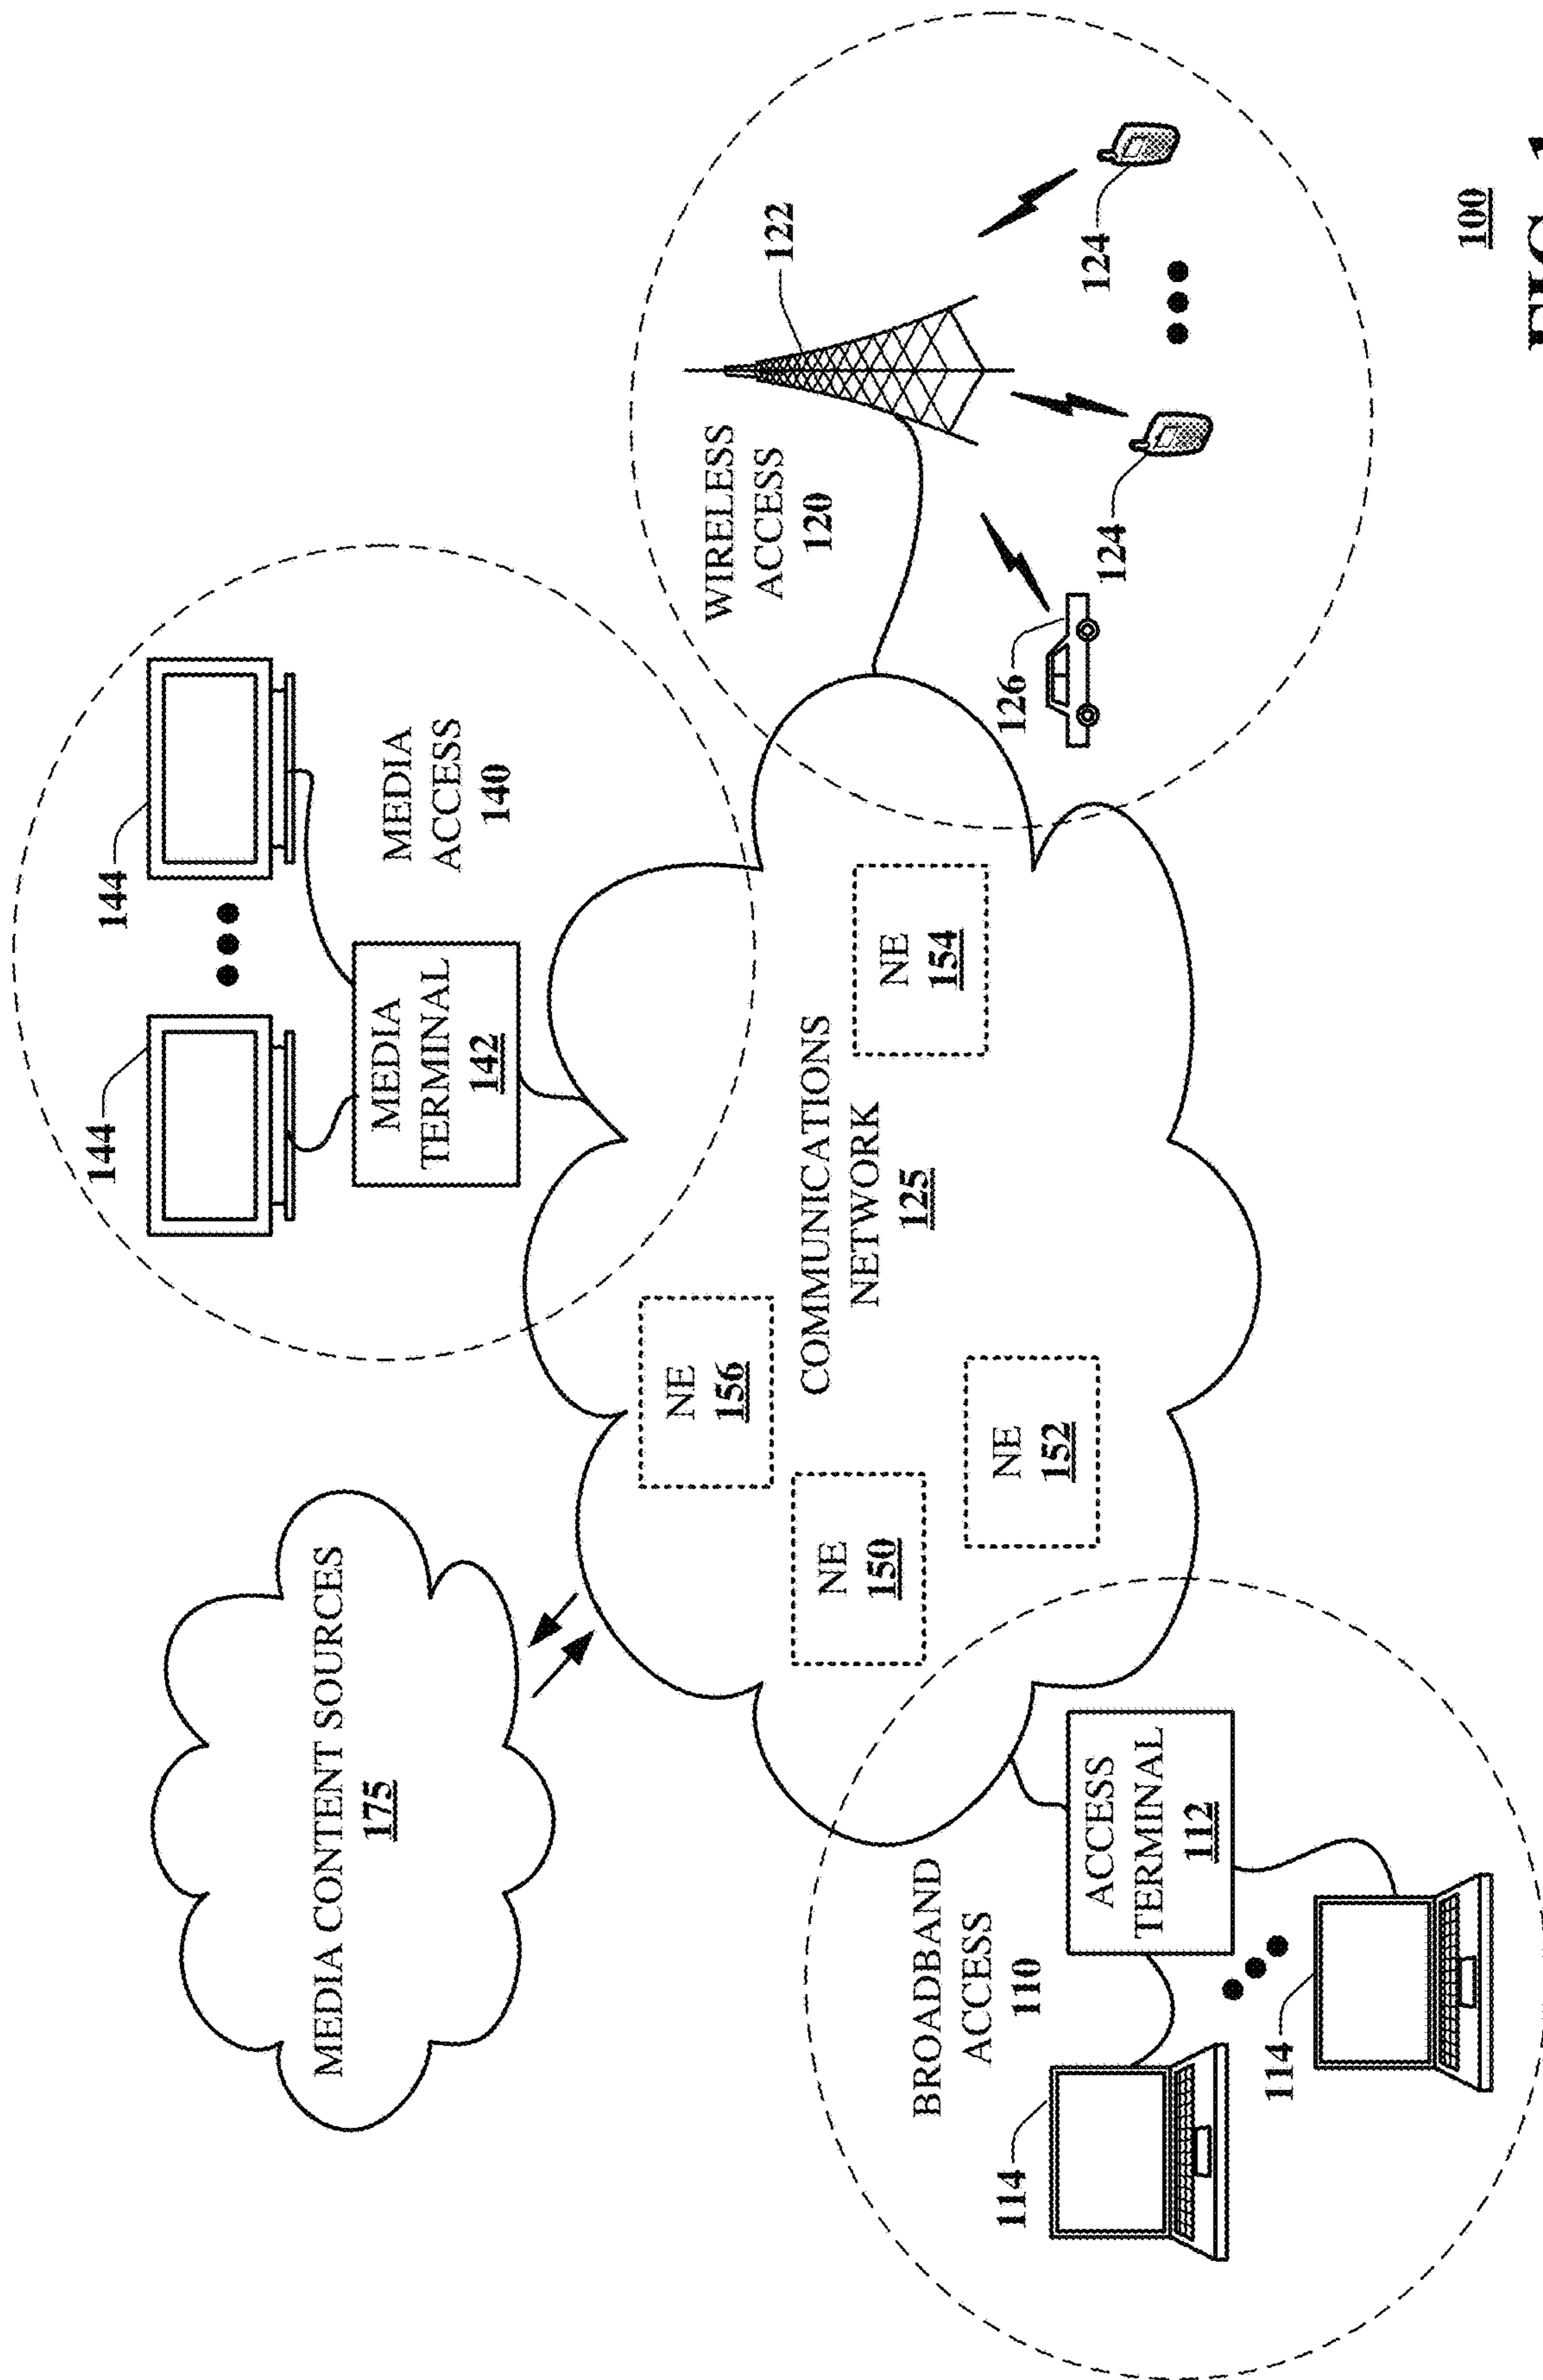 MEDIA CONTENT SOURCES
175
144
144
MEDIA
TERMINAL
142
MEDIA
ACCESS
140
WIRELESS
ACCESS
120
122
124
124
126
NE
156
NE
150
NE
152
NE
154
COMMUNICATIONS
NETWORK
125
BROADBAND
ACCESS
110
ACCESS
TERMINAL
112
114
114
100